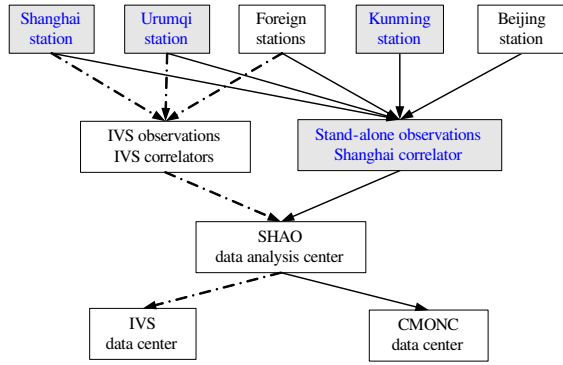 Shanghai
station
Urumqi
station
Foreign
stations
Kunming
station
Beijing
station
IVS observations
IVS correlators
Stand-alone observations
Shanghai correlator
SHAO
data analysis center
IVS
data center
CMONC
data center